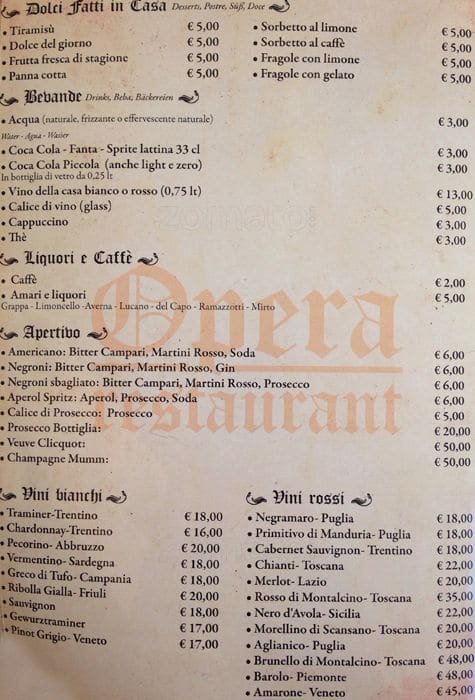 Dolci Fatti in Casa Desserts, Postre, Süß, Doce
• Tiramisù € 5,00
• Dolce del giorno € 5,00
• Frutta fresca di stagione € 5,00
• Panna cotta € 5,00
• Sorbetto al limone € 5,00
• Sorbetto al caffè € 5,00
• Fragole con limone € 5,00
• Fragole con gelato € 5,00
Bevande Drinks, Beba, Bäckereien
• Acqua (naturale, frizzante o effervescente naturale) € 3,00
Water - Agua - Wasier
• Coca Cola - Fanta - Sprite lattina 33 cl € 3,00
• Coca Cola Piccola (anche light e zero) € 3,00
In bottiglia di vetro da 0,25 lt
• Vino della casa bianco o rosso (0,75 lt) € 13,00
• Calice di vino (glass) € 5,00
• Cappuccino € 3,00
• Thè € 3,00
zomato
Liquori e Caffè
• Caffè € 2,00
• Amari e liquori € 5,00
Grappa - Limoncello - Averna - Lucano - del Capo - Ramazzotti - Mirto
Opera
restaurant
Apertivo
• Americano: Bitter Campari, Martini Rosso, Soda € 6,00
• Negroni: Bitter Campari, Martini Rosso, Gin € 6,00
• Negroni sbagliato: Bitter Campari, Martini Rosso, Prosecco € 6,00
• Aperol Spritz: Aperol, Prosecco, Soda € 6,00
• Calice di Prosecco: Prosecco € 5,00
• Prosecco Bottiglia: € 20,00
• Veuve Clicquot: € 50,00
• Champagne Mumm: € 50,00
Vini bianchi
• Traminer-Trentino € 18,00
• Chardonnay-Trentino € 16,00
• Pecorino- Abbruzzo € 20,00
• Vermentino- Sardegna € 18,00
• Greco di Tufo- Campania € 18,00
• Ribolla Gialla- Friuli € 20,00
• Sauvignon € 18,00
• Gewurztraminer € 17,00
• Pinot Grigio- Veneto € 17,00
Vini rossi
• Negramaro- Puglia € 18,00
• Primitivo di Manduria- Puglia € 18,00
• Cabernet Sauvignon- Trentino € 18,00
• Chianti- Toscana € 22,00
• Merlot- Lazio € 20,00
• Rosso di Montalcino- Toscana € 35,00
• Nero d'Avola- Sicilia € 22,00
• Morellino di Scansano- Toscana € 20,00
• Aglianico- Puglia € 20,00
• Brunello di Montalcino- Toscana € 48,00
• Barolo- Piemonte € 48,00
• Amarone- Veneto € 45,00